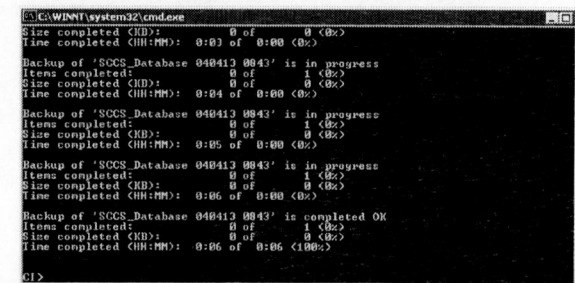 C:\WINNT\system32\cmd.exe
Size completed (KB): 0 of 0 (0%)
Time completed (HH:MM): 0:03 of 0:00 (0%)
Backup of 'SCCS_Database 040413 0843' is in progress
Items completed: 0 of 1 (0%)
Size completed (KB): 0 of 0 (0%)
Time completed (HH:MM): 0:04 of 0:00 (0%)
Backup of 'SCCS_Database 040413 0843' is in progress
Items completed: 0 of 1 (0%)
Size completed (KB): 0 of 0 (0%)
Time completed (HH:MM): 0:05 of 0:00 (0%)
Backup of 'SCCS_Database 040413 0843' is in progress
Items completed: 0 of 1 (0%)
Size completed (KB): 0 of 0 (0%)
Time completed (HH:MM): 0:06 of 0:00 (0%)
Backup of 'SCCS_Database 040413 0843' is completed OK
Items completed: 0 of 1 (0%)
Size completed (KB): 0 of 0 (0%)
Time completed (HH:MM): 0:06 of 0:06 (100%)
CI>